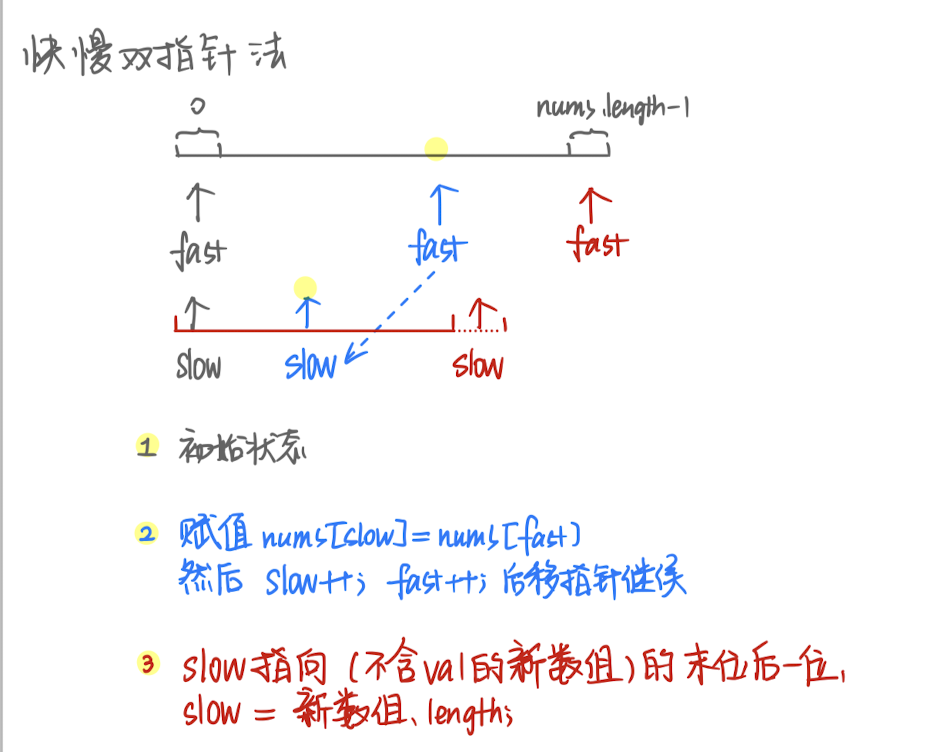 快慢双指针法
0 nums.length-1
fast fast fast
slow slow slow
1 初始状态
2 赋值 nums[slow]=nums[fast]
然后 slow++; fast++; 后移指针继续
3 slow指向(不含val的新数组)的末位后一位,
slow = 新数组.length;